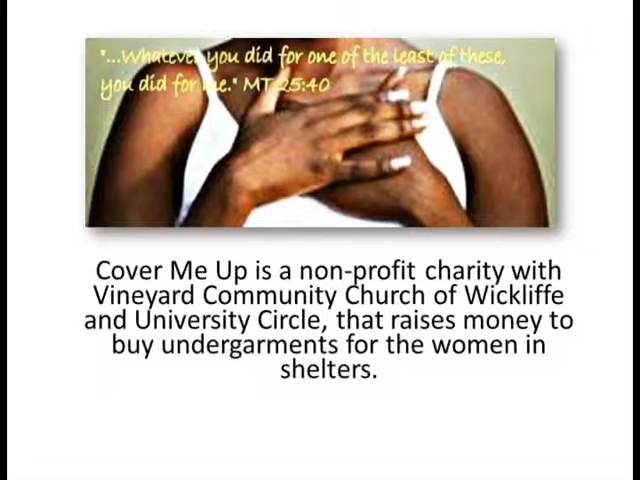 "...Whatever you did for one of the least of these,
you did for me." MT 25:40
Cover Me Up is a non-profit charity with
Vineyard Community Church of Wickliffe
and University Circle, that raises money to
buy undergarments for the women in
shelters.